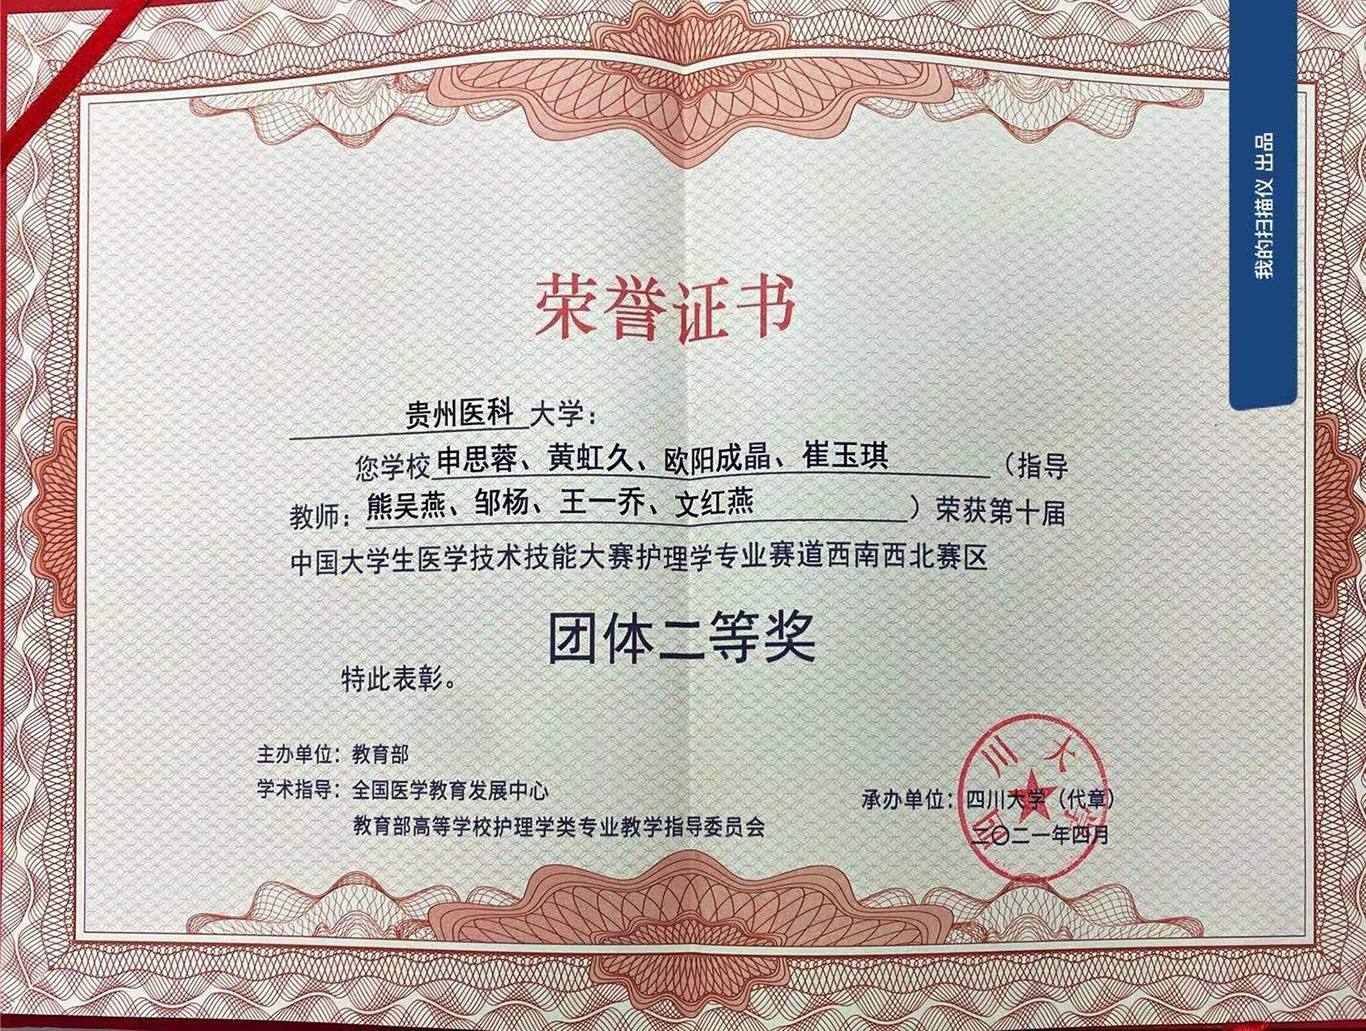 荣誉证书
贵州医科 大学：
您学校申思蓉、黄虹久、欧阳成晶、崔玉琪（指导
教师：熊吴燕、邹杨、王一乔、文红燕）荣获第十届
中国大学生医学技术技能大赛护理学专业赛道西南西北赛区
团体二等奖
特此表彰。
主办单位：教育部
学术指导：全国医学教育发展中心
教育部高等学校护理学类专业教学指导委员会
承办单位：四川大学（代章）
二〇二一年四月
四川大学
我的扫描仪 出品